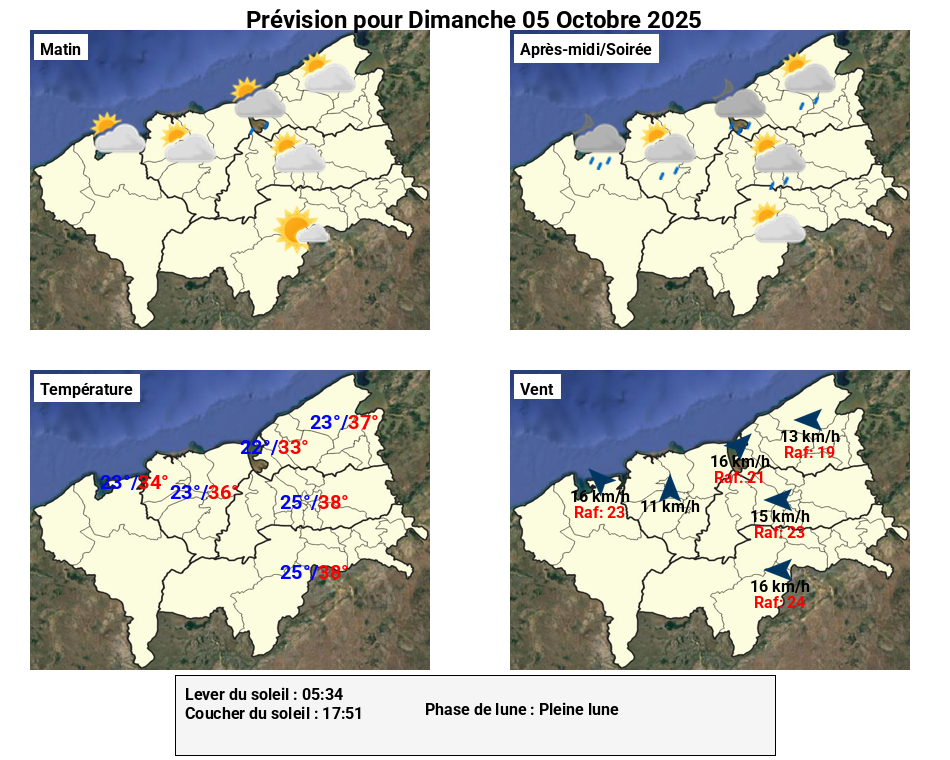 Prévision pour Dimanche 05 Octobre 2025
Matin
Après-midi/Soirée
Température
23°/37°
22°/33°
23°/34°
23°/36°
25°/38°
25°/38°
Vent
13 km/h
Raf: 19
16 km/h
Raf: 21
16 km/h
Raf: 23
11 km/h
15 km/h
Raf: 23
16 km/h
Raf: 24
Lever du soleil : 05:34
Coucher du soleil : 17:51
Phase de lune : Pleine lune